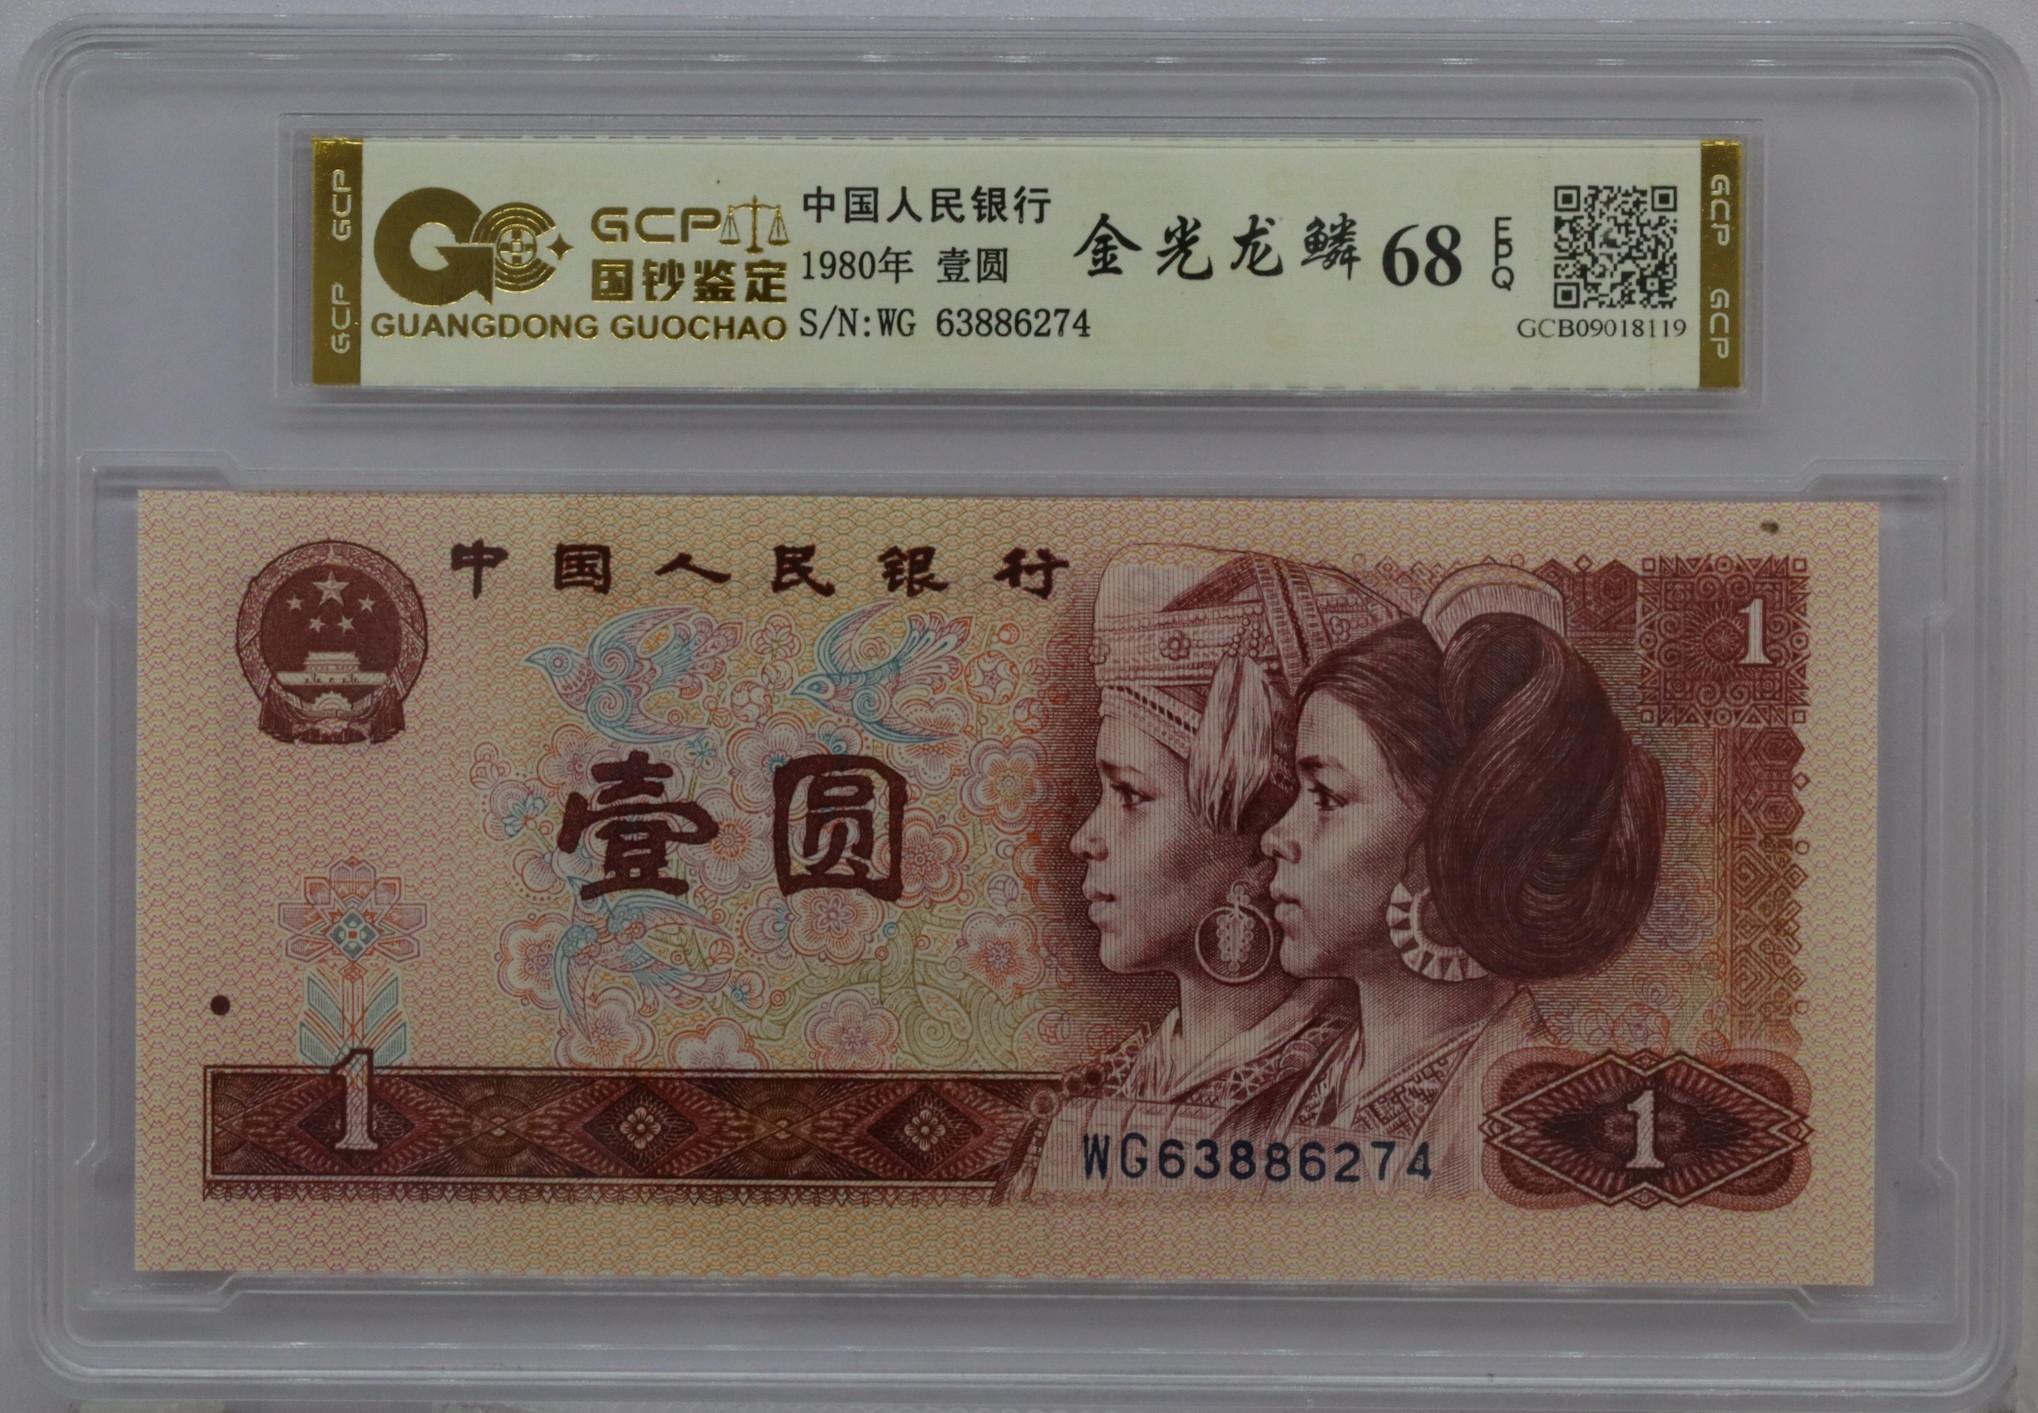 GCP GCP
GCP
国钞鉴定
GUANGDONG GUOCHAO
中国人民银行
1980年 壹圆
S/N:WG 63886274
金光龙鳞 68 EPQ
GCB09018119
GCP GCP
中国人民银行
1
壹圆
1
WG63886274
1